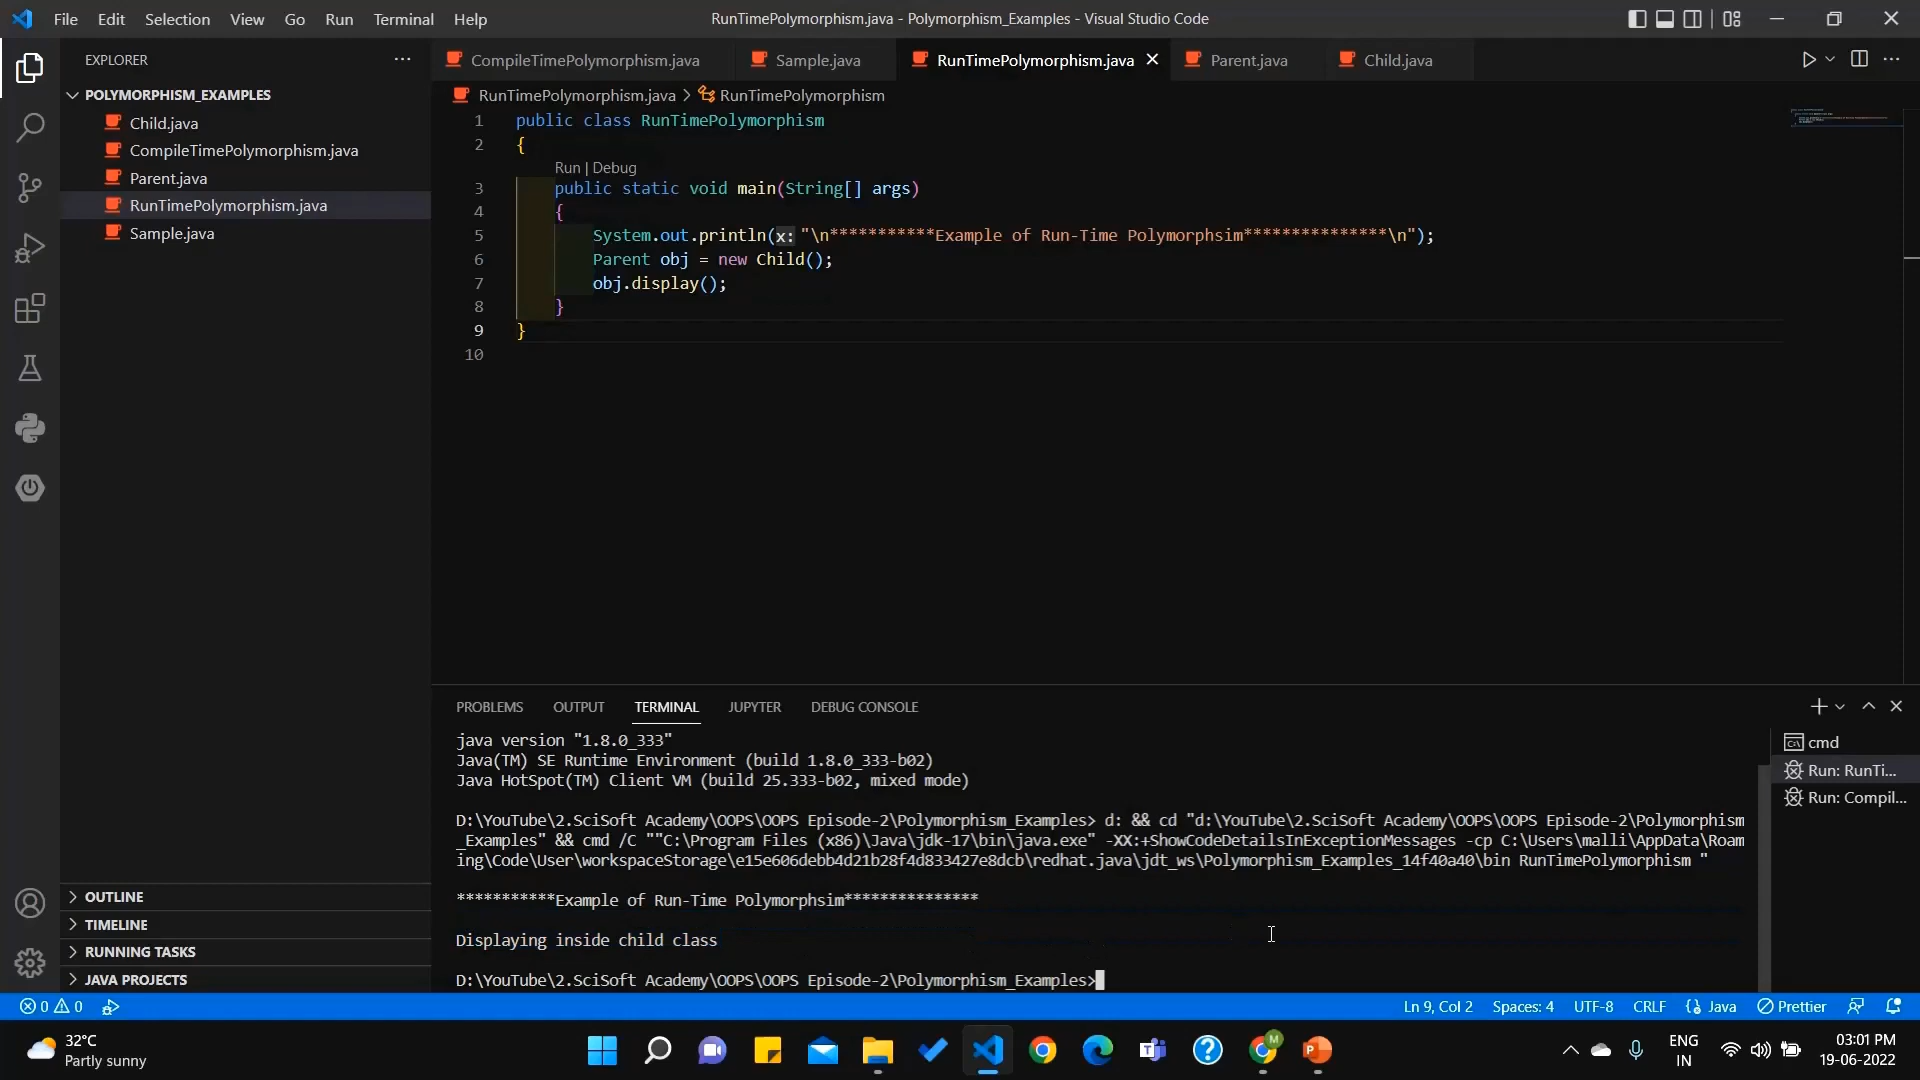 File Edit Selection View Go Run Terminal Help
RunTimePolymorphism.java - Polymorphism_Examples - Visual Studio Code
EXPLORER
POLYMORPHISM_EXAMPLES
Child.java
CompileTimePolymorphism.java
Parent.java
RunTimePolymorphism.java
Sample.java
OUTLINE
TIMELINE
RUNNING TASKS
JAVA PROJECTS
CompileTimePolymorphism.java Sample.java RunTimePolymorphism.java Parent.java Child.java
RunTimePolymorphism.java > RunTimePolymorphism
1 public class RunTimePolymorphism
2 {
Run | Debug
3 public static void main(String[] args)
4 {
5 System.out.println(x: "\n***********Example of Run-Time Polymorphsim***************\n");
6 Parent obj = new Child();
7 obj.display();
8 }
9 }
10
PROBLEMS OUTPUT TERMINAL JUPYTER DEBUG CONSOLE
java version "1.8.0_333"
Java(TM) SE Runtime Environment (build 1.8.0_333-b02)
Java HotSpot(TM) Client VM (build 25.333-b02, mixed mode)
D:\YouTube\2.SciSoft Academy\OOPS\OOPS Episode-2\Polymorphism_Examples> d: && cd "d:\YouTube\2.SciSoft Academy\OOPS\OOPS Episode-2\Polymorphism
_Examples" && cmd /C ""C:\Program Files (x86)\Java\jdk-17\bin\java.exe" -XX:+ShowCodeDetailsInExceptionMessages -cp C:\Users\malli\AppData\Roam
ing\Code\User\workspaceStorage\e15e606debb4d21b28f4d833427e8dcb\redhat.java\jdt_ws\Polymorphism_Examples_14f40a40\bin RunTimePolymorphism "
***********Example of Run-Time Polymorphsim***************
Displaying inside child class
D:\YouTube\2.SciSoft Academy\OOPS\OOPS Episode-2\Polymorphism_Examples>
cmd
Run: RunTi...
Run: Compil...
0 0
Ln 9, Col 2 Spaces: 4 UTF-8 CRLF {} Java Prettier
32°C
Partly sunny
ENG
IN
03:01 PM
19-06-2022